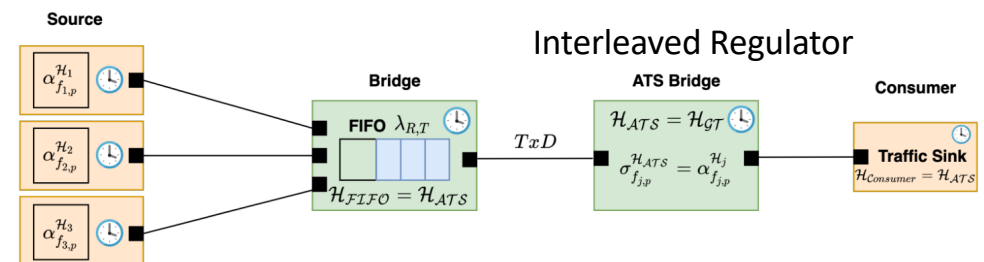 Source
Interleaved Regulator
Bridge
ATS Bridge
Consumer
α^{H_1}_{f_{1,p}}
α^{H_2}_{f_{2,p}}
α^{H_3}_{f_{3,p}}
FIFO λ_{R,T}
H_{FIFO} = H_{ATS}
TxD
H_{ATS} = H_{GT}
σ^{H_{ATS}}_{f_{j,p}} = α^{H_j}_{f_{j,p}}
Traffic Sink
H_{Consumer} = H_{ATS}